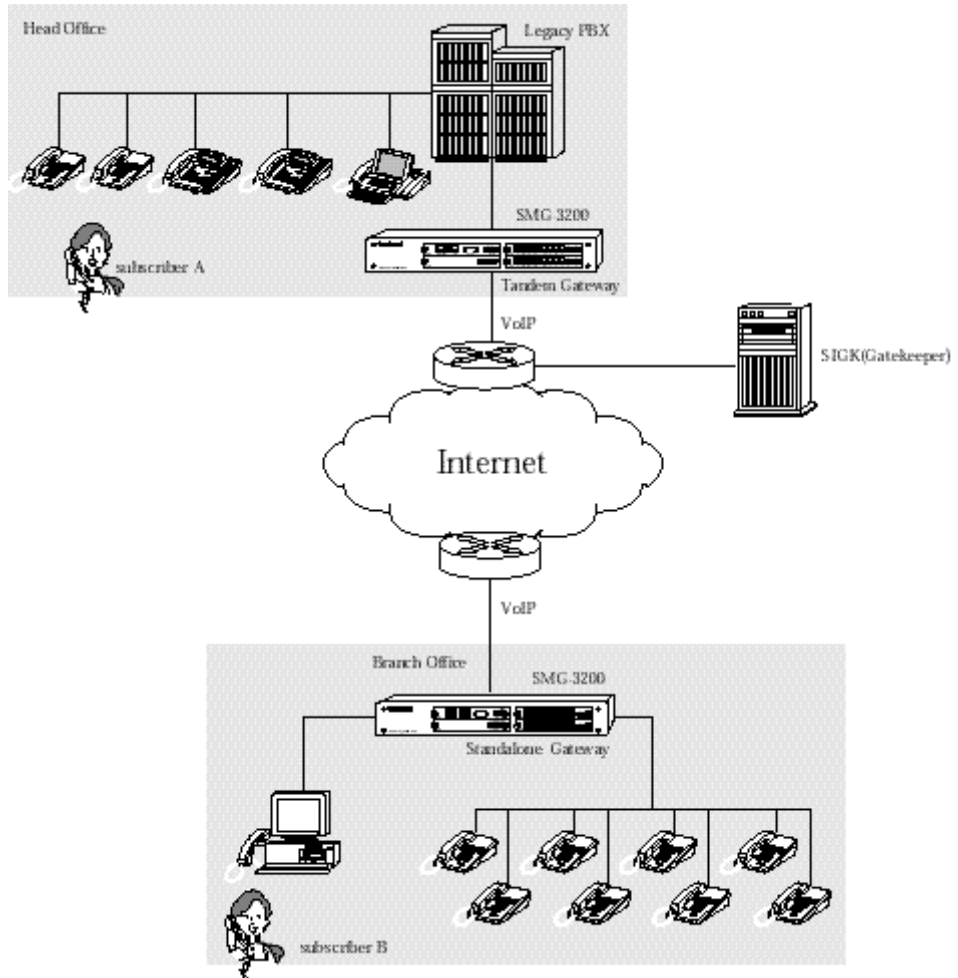 Head Office
Legacy PBX
SMG-3200
subscriber A
Tandem Gateway
VoIP
SIGK(Gatekeeper)
Internet
VoIP
Branch Office
SMG-3200
Standalone Gateway
subscriber B